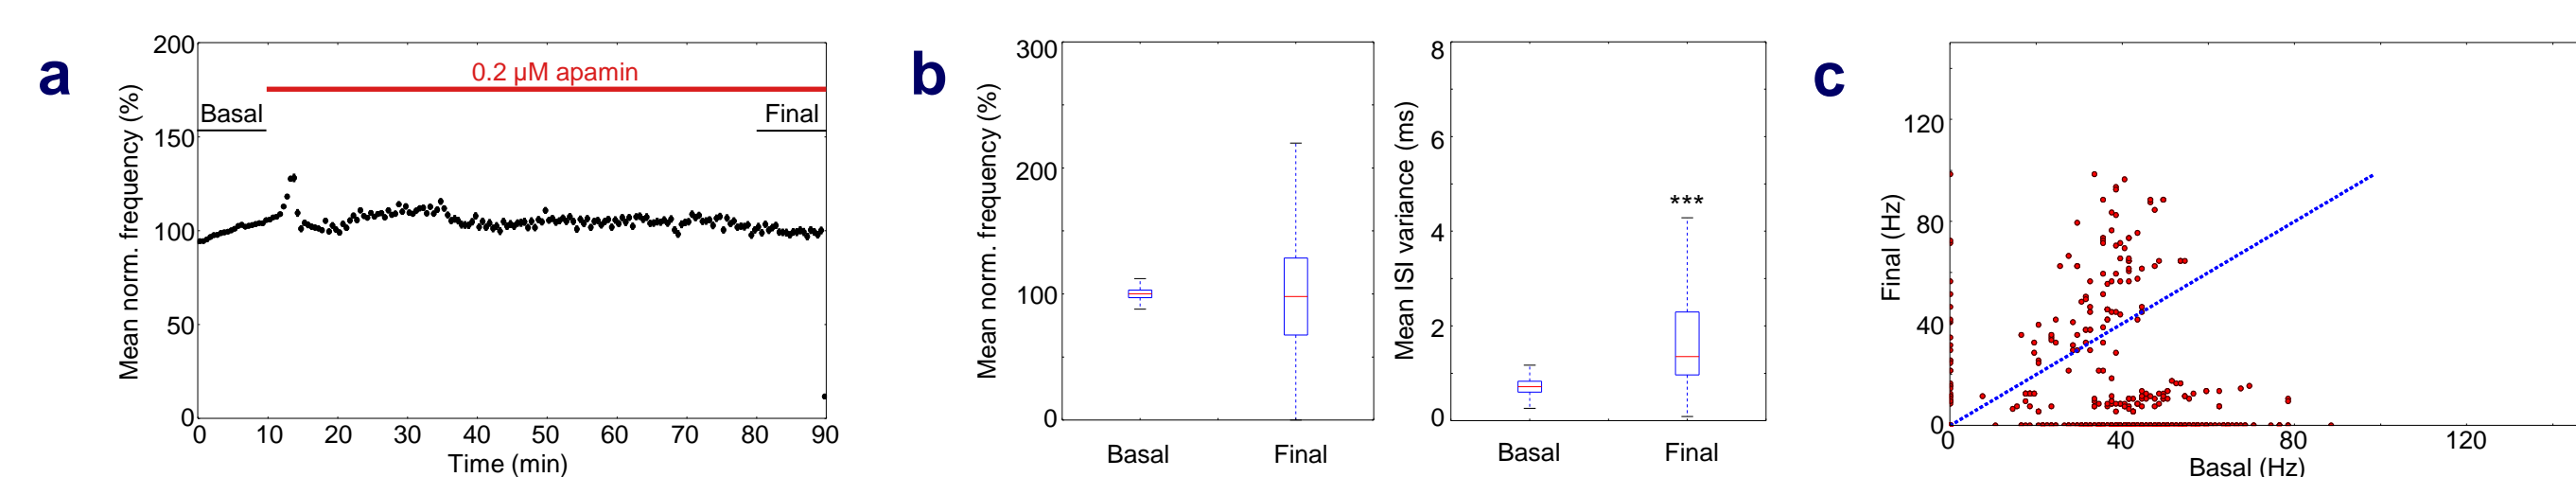 a
200
150
100
50
0
Mean norm. frequency (%)
0.2 µM apamin
Basal
Final
0 10 20 30 40 50 60 70 80 90
Time (min)
b
300
200
100
0
Mean norm. frequency (%)
Basal Final
8
6
4
2
0
Mean ISI variance (ms)
***
Basal Final
c
120
80
40
0
Final (Hz)
0 40 80 120
Basal (Hz)